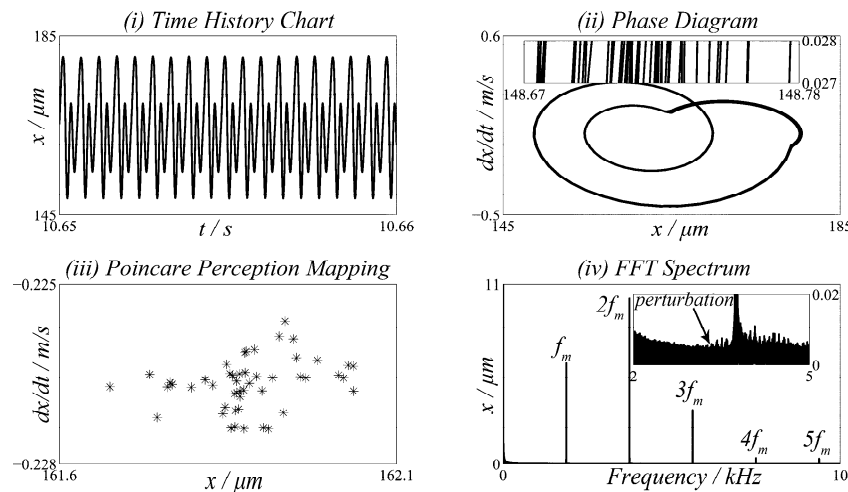 (i) Time History Chart
185
x / μm
145
10.65
t / s
10.66
(ii) Phase Diagram
0.6
0.028
0.027
148.67
148.78
dx/dt / m/s
-0.5
145
x / μm
185
(iii) Poincare Perception Mapping
-0.225
dx/dt / m/s
-0.228
161.6
x / μm
162.1
(iv) FFT Spectrum
11
2fm
perturbation
0.02
0
2
5
fm
x / μm
3fm
4fm
5fm
0
0
Frequency / kHz
10